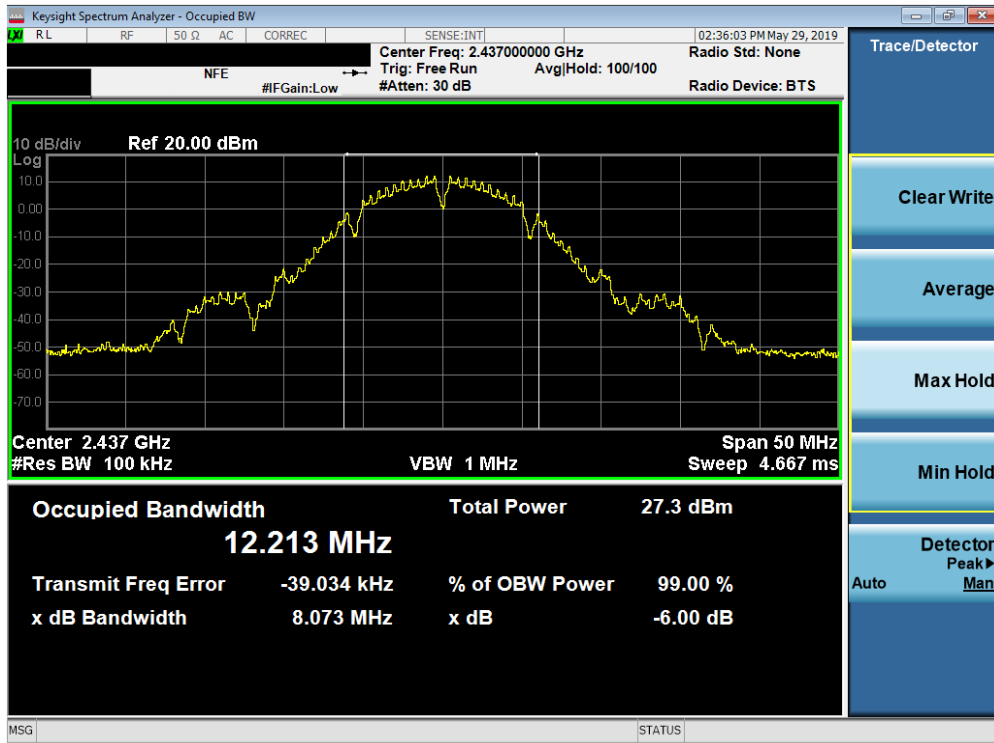 Keysight Spectrum Analyzer - Occupied BW
LXI RL RF 50 Ω AC CORREC SENSE:INT 02:36:03 PM May 29, 2019
Center Freq: 2.437000000 GHz Radio Std: None
NFE Trig: Free Run Avg|Hold: 100/100
#IFGain:Low #Atten: 30 dB Radio Device: BTS
10 dB/div Ref 20.00 dBm
Log
10.0
0.00
-10.0
-20.0
-30.0
-40.0
-50.0
-60.0
-70.0
Center 2.437 GHz Span 50 MHz
#Res BW 100 kHz VBW 1 MHz Sweep 4.667 ms
Occupied Bandwidth Total Power 27.3 dBm
12.213 MHz
Transmit Freq Error -39.034 kHz % of OBW Power 99.00 %
x dB Bandwidth 8.073 MHz x dB -6.00 dB
Trace/Detector
Clear Write
Average
Max Hold
Min Hold
Detector
Peak▶
Auto Man
MSG STATUS